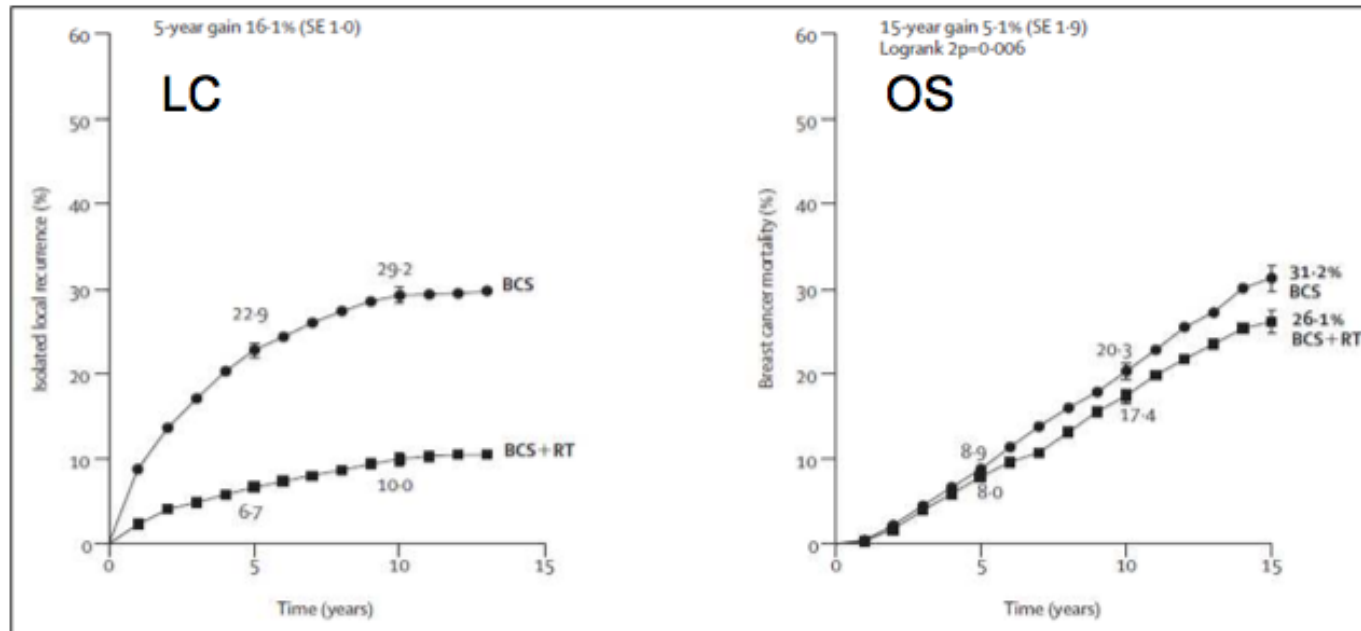 5-year gain 16·1% (SE 1·0)
LC
Isolated local recurrence (%)
60
50
40
30
20
10
0
22·9
29·2
BCS
6·7
10·0
BCS+RT
0
5
10
15
Time (years)
15-year gain 5·1% (SE 1·9)
Logrank 2p=0·006
OS
Breast cancer mortality (%)
60
50
40
30
20
10
0
8·9
20·3
31·2%
BCS
8·0
17·4
26·1%
BCS+RT
0
5
10
15
Time (years)